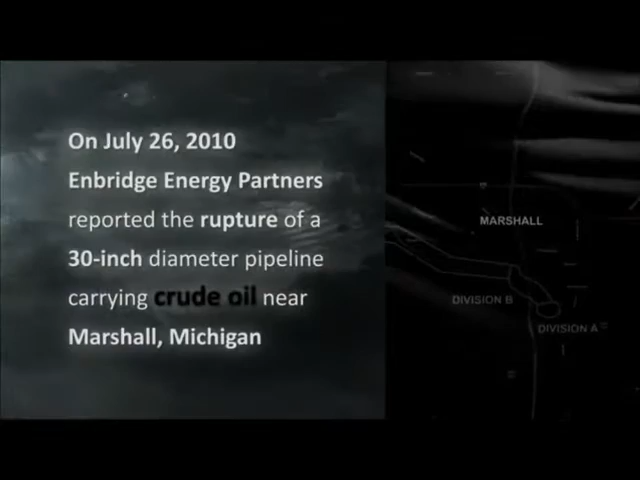 On July 26, 2010
Enbridge Energy Partners
reported the rupture of a
30-inch diameter pipeline
carrying crude oil near
Marshall, Michigan
MARSHALL
DIVISION B
DIVISION A